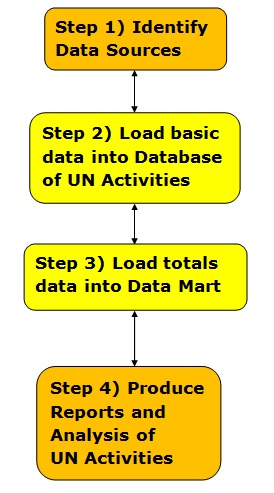 Step 1) Identify
Data Sources
Step 2) Load basic
data into Database
of UN Activities
Step 3) Load totals
data into Data Mart
Step 4) Produce
Reports and
Analysis of
UN Activities